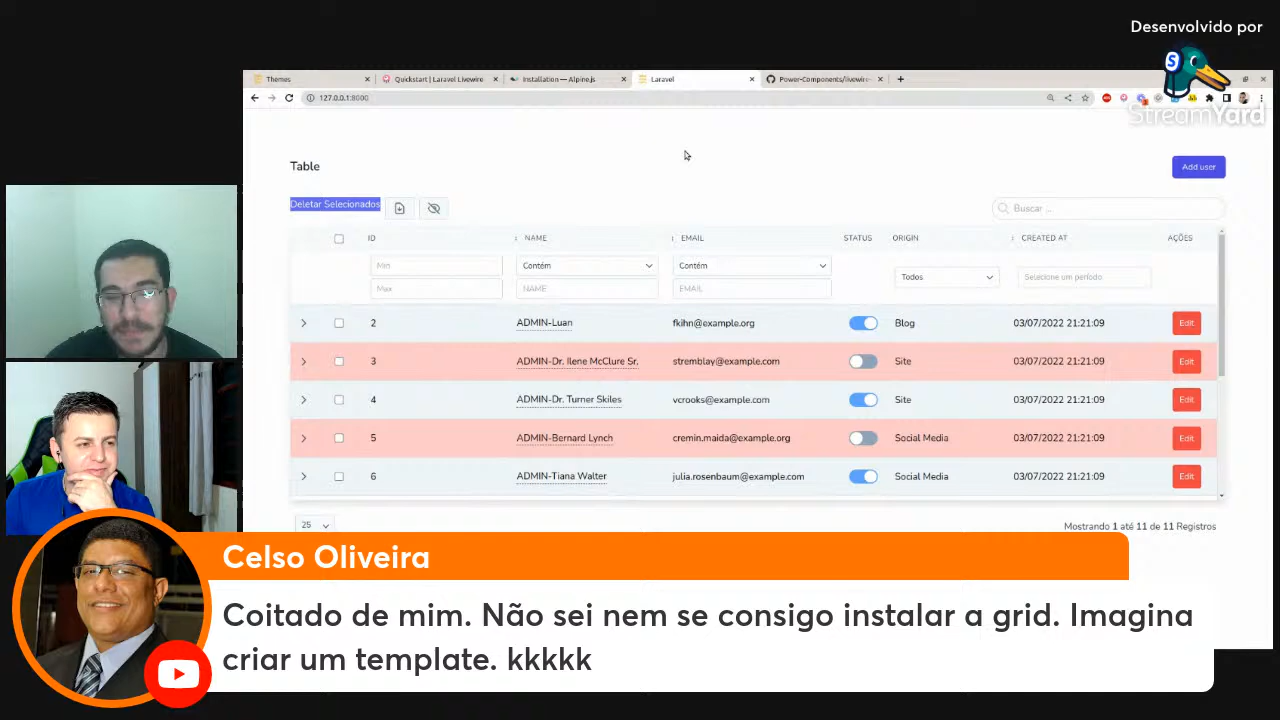 Desenvolvido por
StreamYard
Themes
Quickstart | Laravel Livewire
Installation — Alpine.js
Laravel
Power-Components/livewire-
127.0.0.1:8000
Table
Add user
Deletar Selecionados
Buscar ...
ID NAME EMAIL STATUS ORIGIN CREATED AT AÇÕES
Min Contém Contém Todos Selecione um período
Max NAME EMAIL
2 ADMIN-Luan fkihn@example.org Blog 03/07/2022 21:21:09 Edit
3 ADMIN-Dr. Ilene McClure Sr. stremblay@example.com Site 03/07/2022 21:21:09 Edit
4 ADMIN-Dr. Turner Skiles vcrooks@example.com Site 03/07/2022 21:21:09 Edit
5 ADMIN-Bernard Lynch cremin.maida@example.org Social Media 03/07/2022 21:21:09 Edit
6 ADMIN-Tiana Walter julia.rosenbaum@example.com Social Media 03/07/2022 21:21:09 Edit
25
Mostrando 1 até 11 de 11 Registros
Celso Oliveira
Coitado de mim. Não sei nem se consigo instalar a grid. Imagina
criar um template. kkkkk